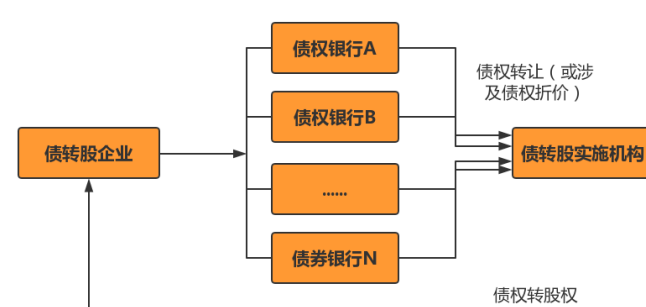 债权银行A
债权转让（或涉
及债权折价）
债权银行B
债转股企业
债转股实施机构
......
债券银行N
债权转股权